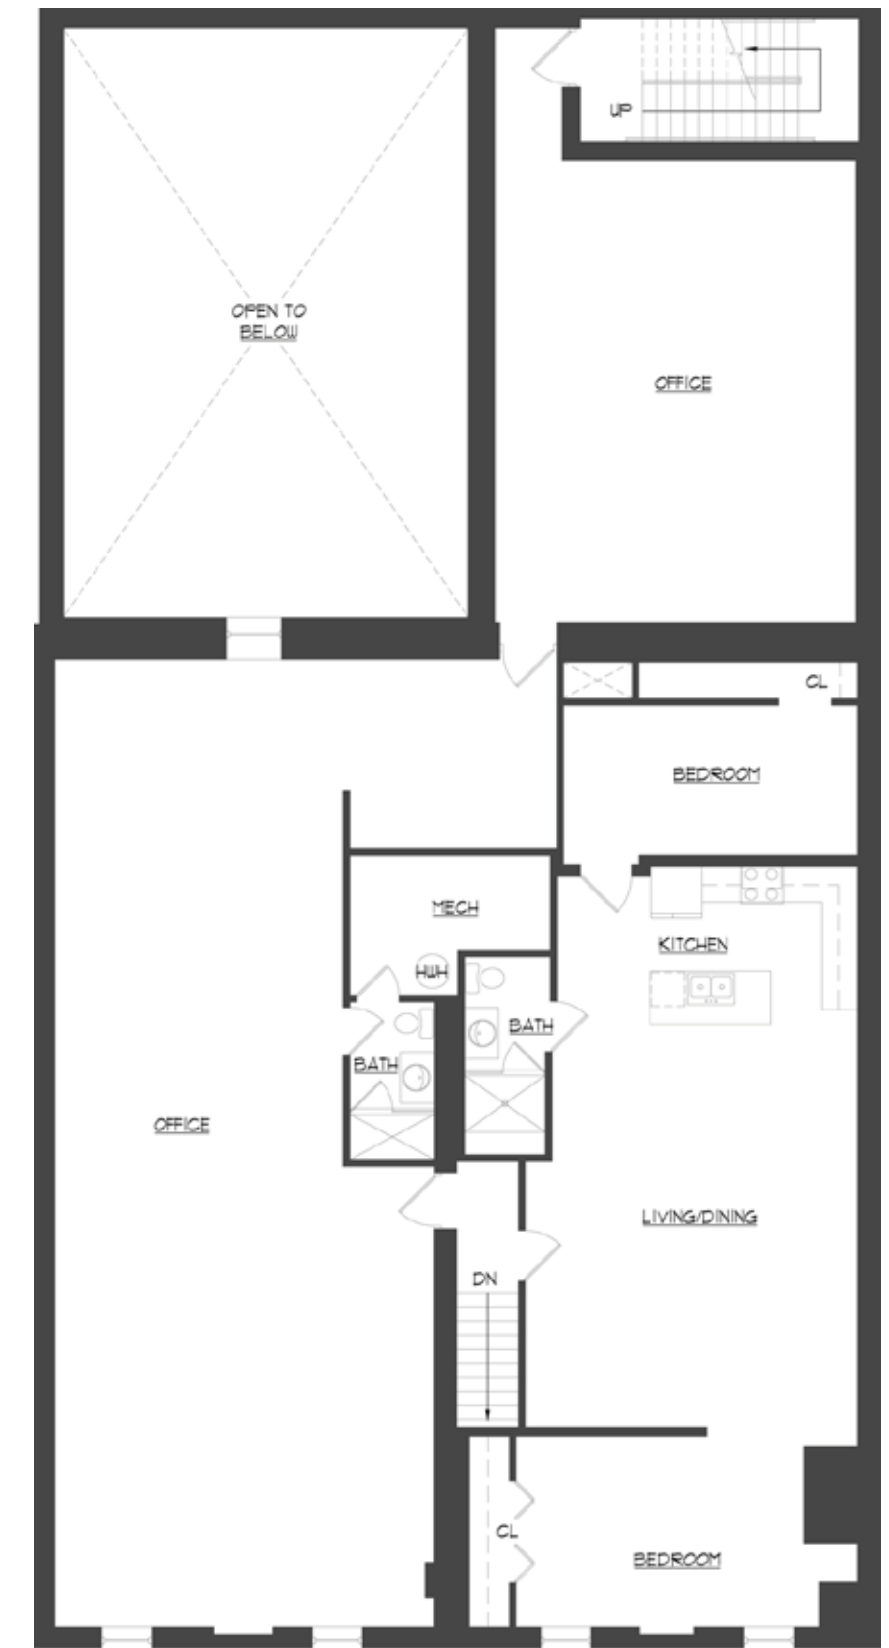 UP
OPEN TO
BELOW
OFFICE
CL
BEDROOM
MECH
KITCHEN
HWH
BATH
BATH
OFFICE
LIVING/DINING
DN
CL
BEDROOM